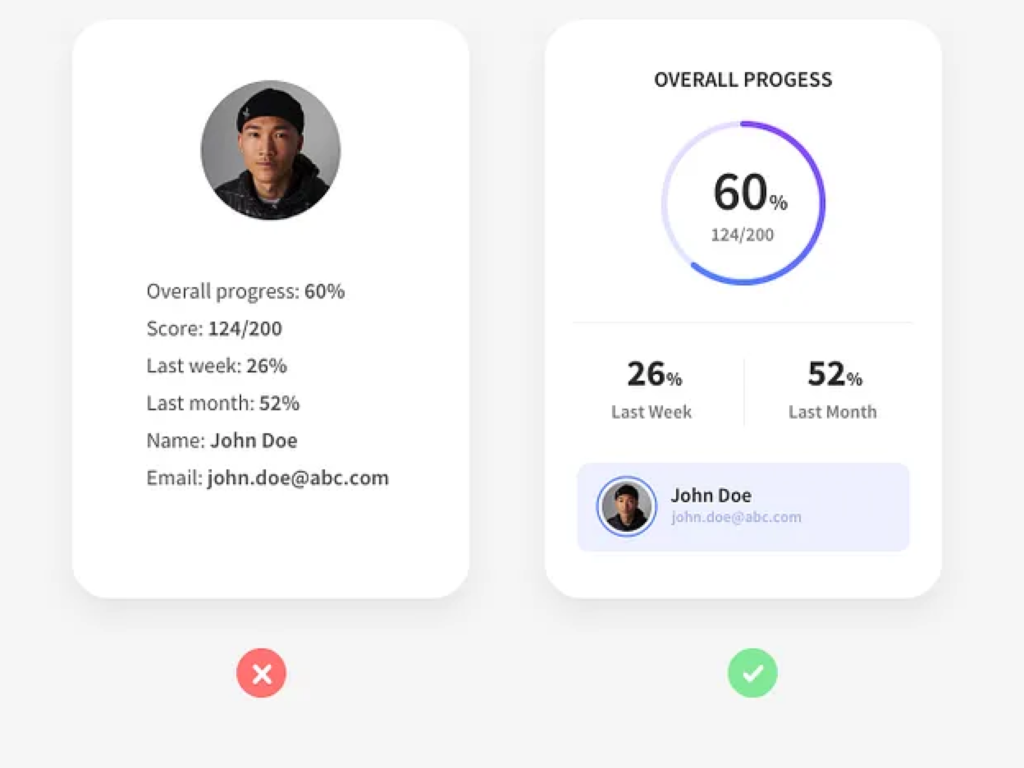 Overall progress: 60%
Score: 124/200
Last week: 26%
Last month: 52%
Name: John Doe
Email: john.doe@abc.com
OVERALL PROGESS
60%
124/200
26% 52%
Last Week Last Month
John Doe
john.doe@abc.com